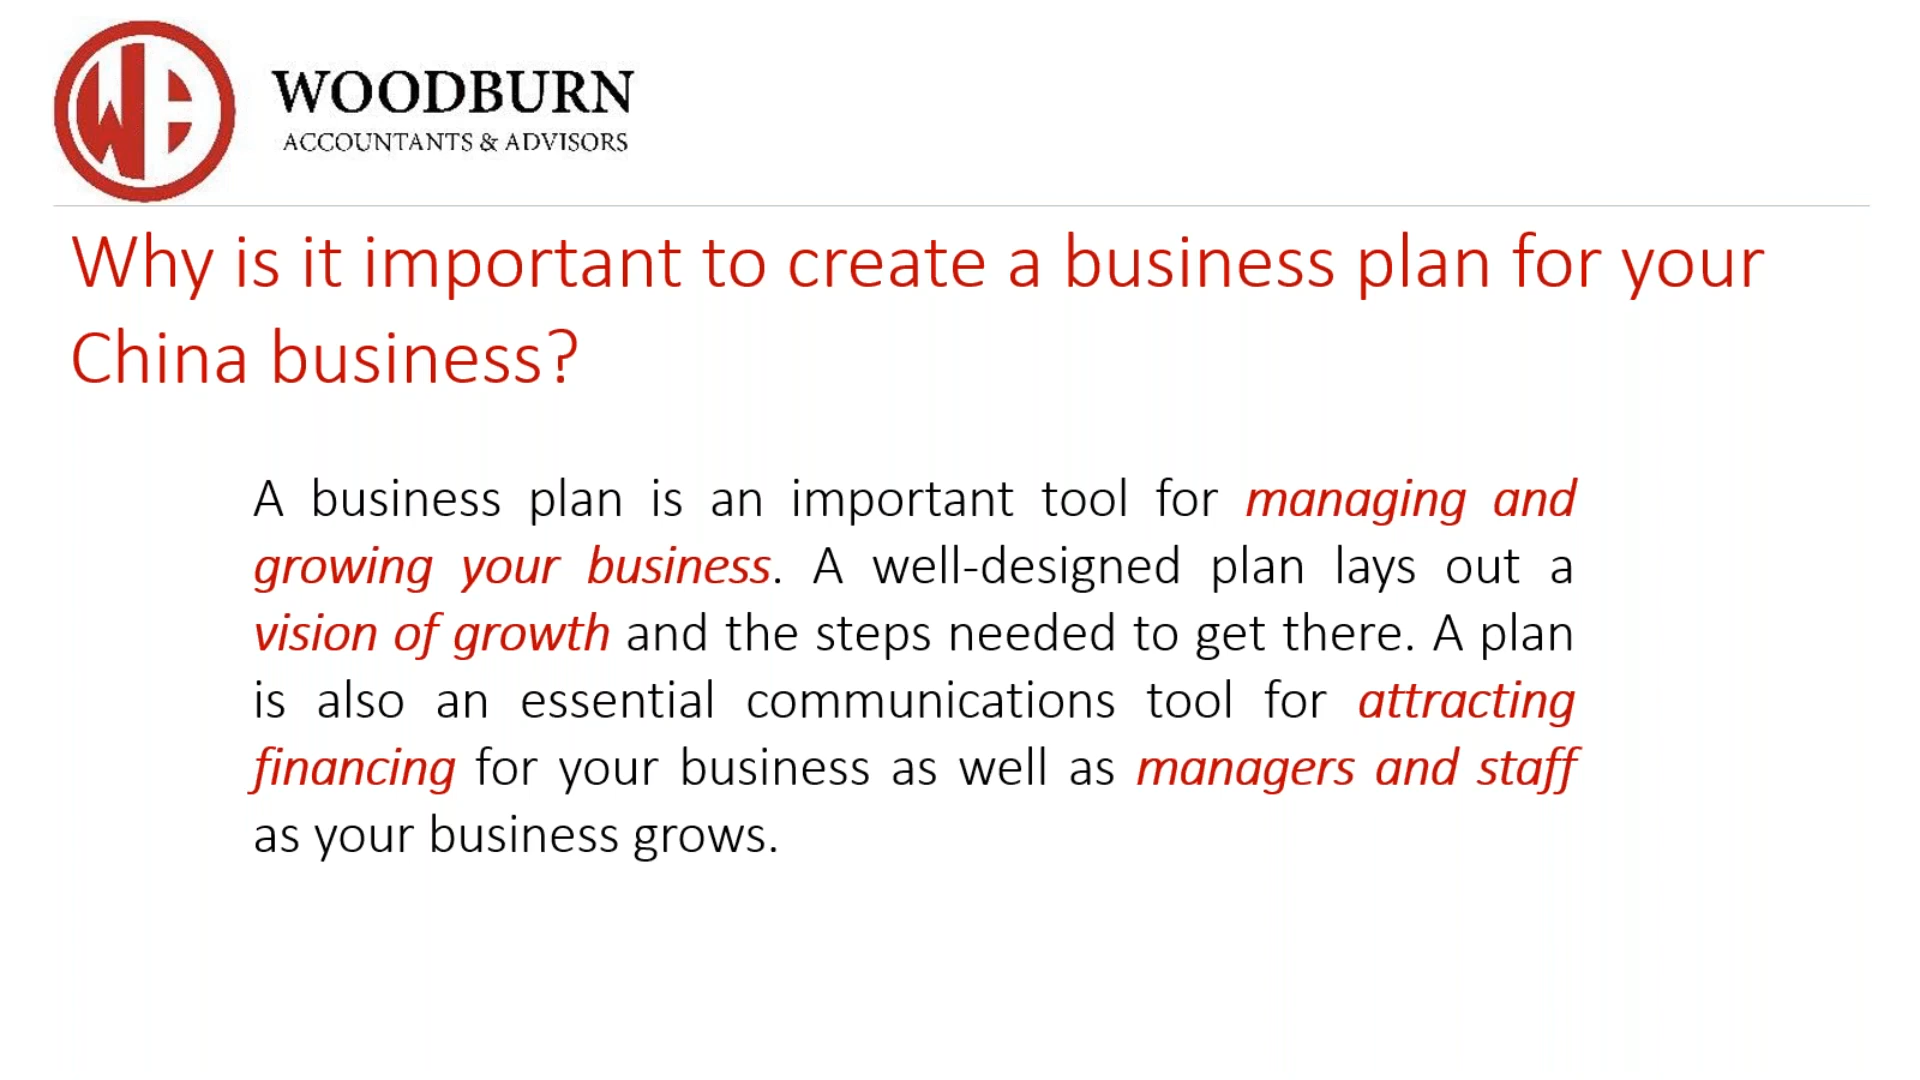 WB
WOODBURN
ACCOUNTANTS & ADVISORS
Why is it important to create a business plan for your
China business?
A business plan is an important tool for managing and
growing your business. A well-designed plan lays out a
vision of growth and the steps needed to get there. A plan
is also an essential communications tool for attracting
financing for your business as well as managers and staff
as your business grows.